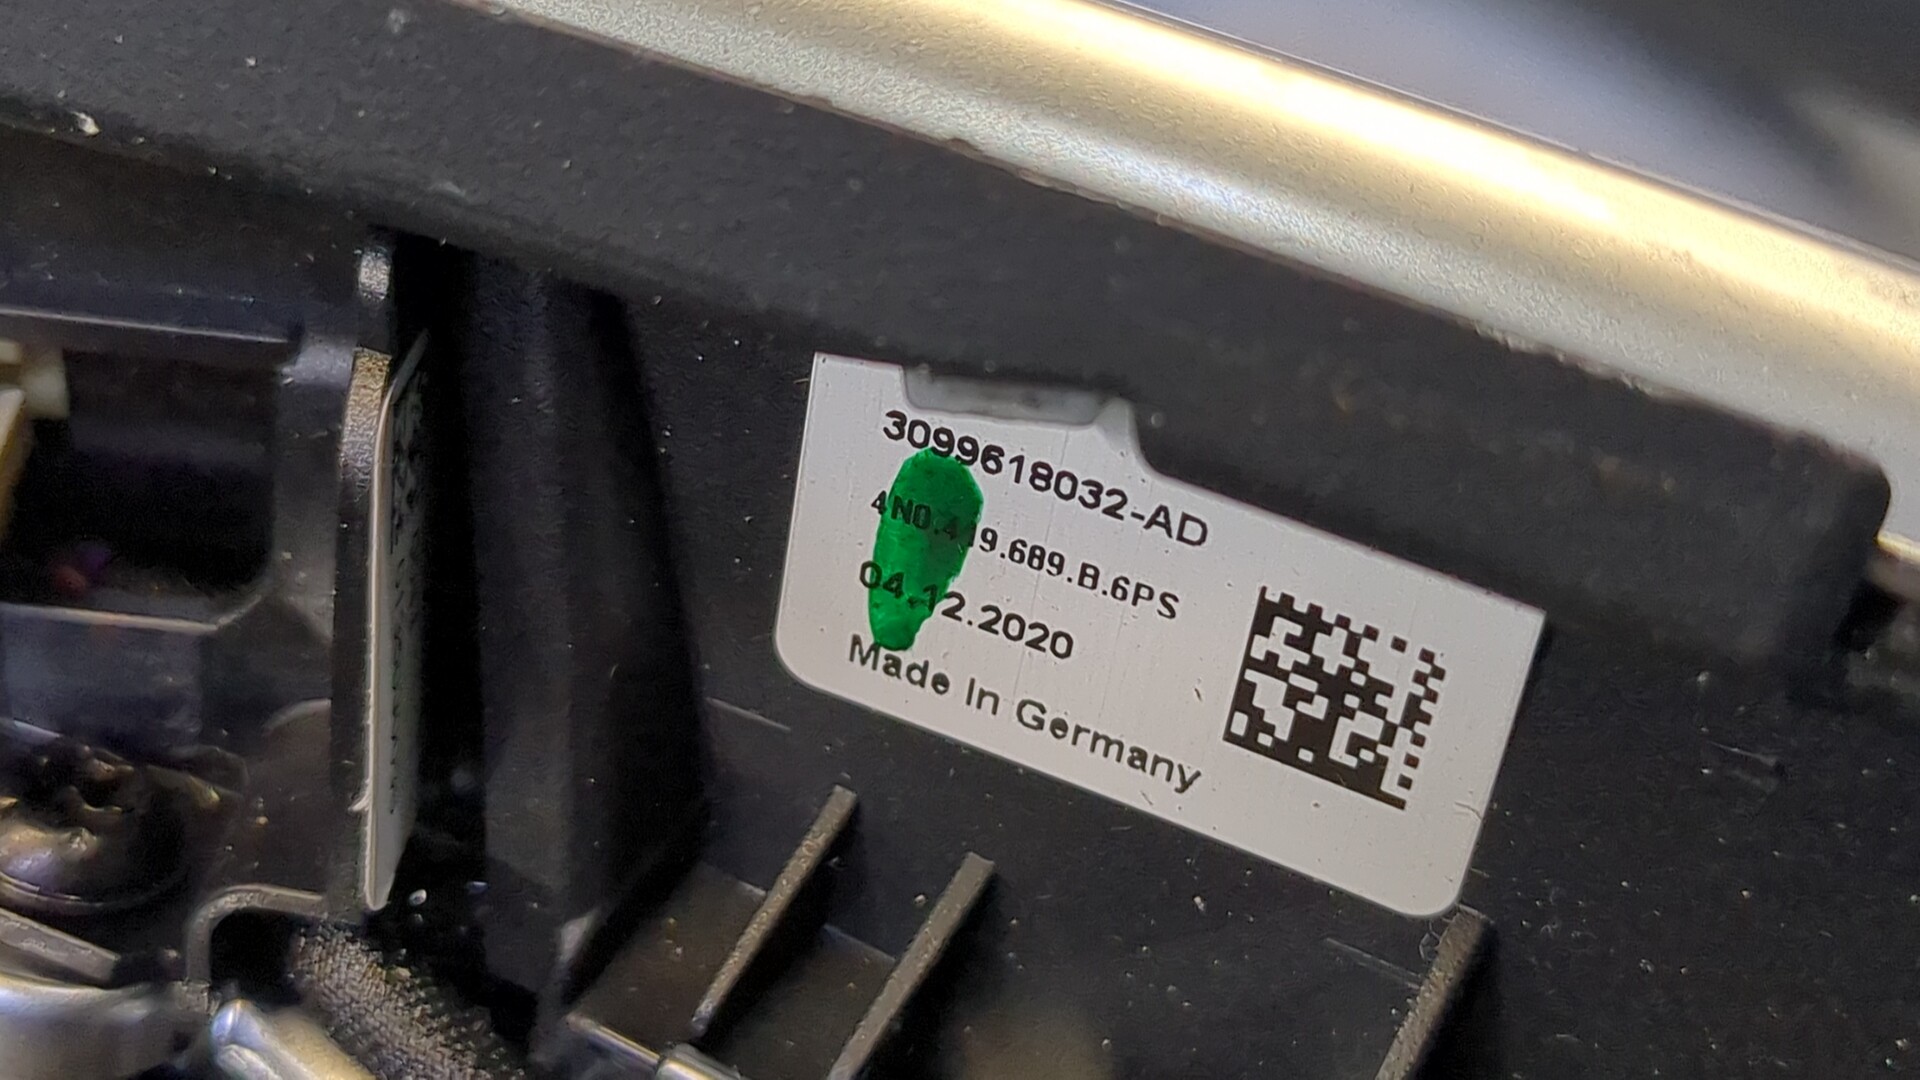 3099618032-AD
4N0.419.689.B.6PS
04.12.2020
Made in Germany